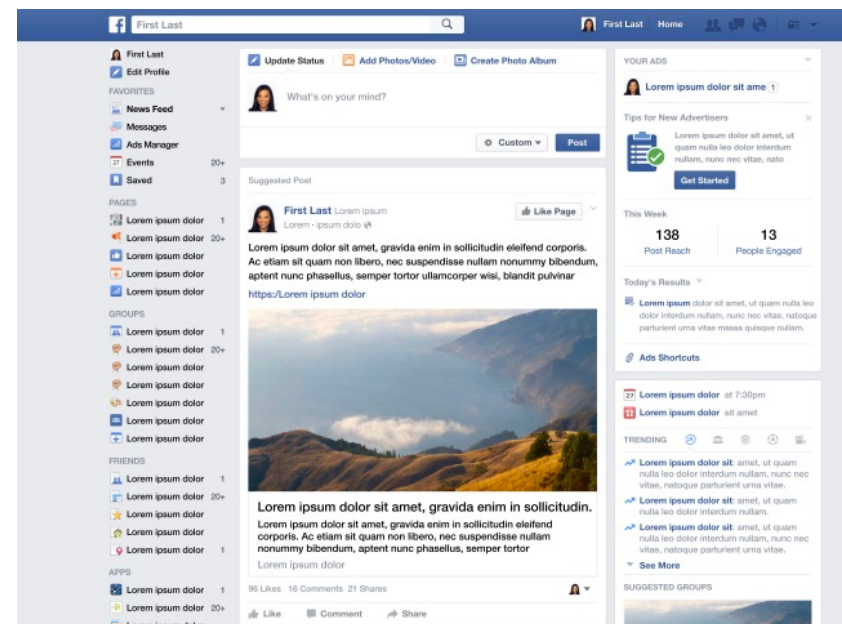 f
First Last
First Last Home
First Last
Edit Profile
FAVORITES
News Feed
Messages
Ads Manager
27 Events 20+
Saved 3
PAGES
Lorem ipsum dolor 1
Lorem ipsum dolor 20+
Lorem ipsum dolor
Lorem ipsum dolor
Lorem ipsum dolor
GROUPS
Lorem ipsum dolor 1
Lorem ipsum dolor 20+
Lorem ipsum dolor
Lorem ipsum dolor
Lorem ipsum dolor
Lorem ipsum dolor
Lorem ipsum dolor
FRIENDS
Lorem ipsum dolor 1
Lorem ipsum dolor 20+
Lorem ipsum dolor
Lorem ipsum dolor
Lorem ipsum dolor 1
APPS
Lorem ipsum dolor 1
Lorem ipsum dolor 20+
Update Status Add Photos/Video Create Photo Album
What's on your mind?
Custom Post
Suggested Post
First Last Lorem ipsum
Like Page
Lorem · ipsum dolo
Lorem ipsum dolor sit amet, gravida enim in sollicitudin eleifend corporis.
Ac etiam sit quam non libero, nec suspendisse nullam nonummy bibendum,
aptent nunc phasellus, semper tortor ullamcorper wisi, blandit pulvinar
https:/Lorem ipsum dolor
Lorem ipsum dolor sit amet, gravida enim in sollicitudin.
Lorem ipsum dolor sit amet, gravida enim in sollicitudin eleifend
corporis. Ac etiam sit quam non libero, nec suspendisse nullam
nonummy bibendum, aptent nunc phasellus, semper tortor
Lorem ipsum dolor
96 Likes 16 Comments 21 Shares
Like Comment Share
YOUR ADS
Lorem ipsum dolor sit ame 1
Tips for New Advertisers
Lorem ipsum dolor sit amet, ut
quam nulla leo dolor interdum
nullam, nunc nec vitae, nato
Get Started
This Week
138 13
Post Reach People Engaged
Today's Results
Lorem ipsum dolor sit amet, ut quam nulla leo
dolor interdum nullam, nunc nec vitae, natoque
parturient urna vitae massa quisque nullam.
Ads Shortcuts
27 Lorem ipsum dolor at 7:30pm
Lorem ipsum dolor sit amet
TRENDING
Lorem ipsum dolor sit: amet, ut quam
nulla leo dolor interdum nullam, nunc nec
vitae, natoque parturient urna vitae.
Lorem ipsum dolor sit: amet, ut quam
nulla leo dolor interdum nullam.
Lorem ipsum dolor sit: amet, ut quam
nulla leo dolor interdum nullam, nunc nec
vitae, natoque parturient urna vitae.
See More
SUGGESTED GROUPS